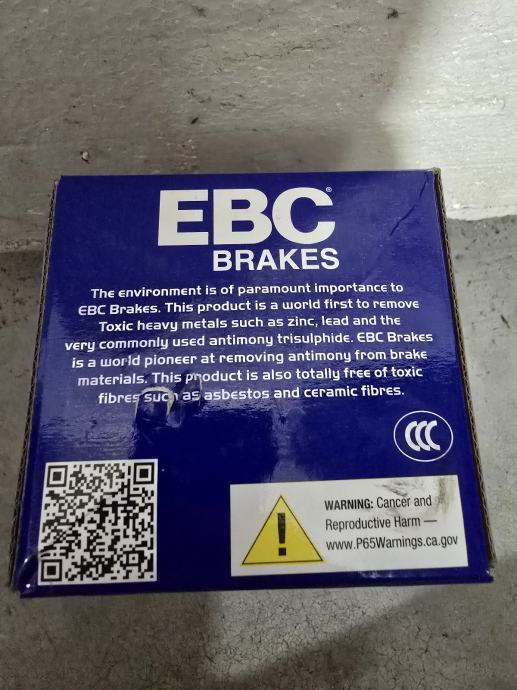 EBC®
BRAKES
The environment is of paramount importance to
EBC Brakes. This product is a world first to remove
Toxic heavy metals such as zinc, lead and the
very commonly used antimony trisulphide. EBC Brakes
is a world pioneer at removing antimony from brake
materials. This product is also totally free of toxic
fibres such as asbestos and ceramic fibres.
CCC
WARNING: Cancer and
Reproductive Harm —
www.P65Warnings.ca.gov